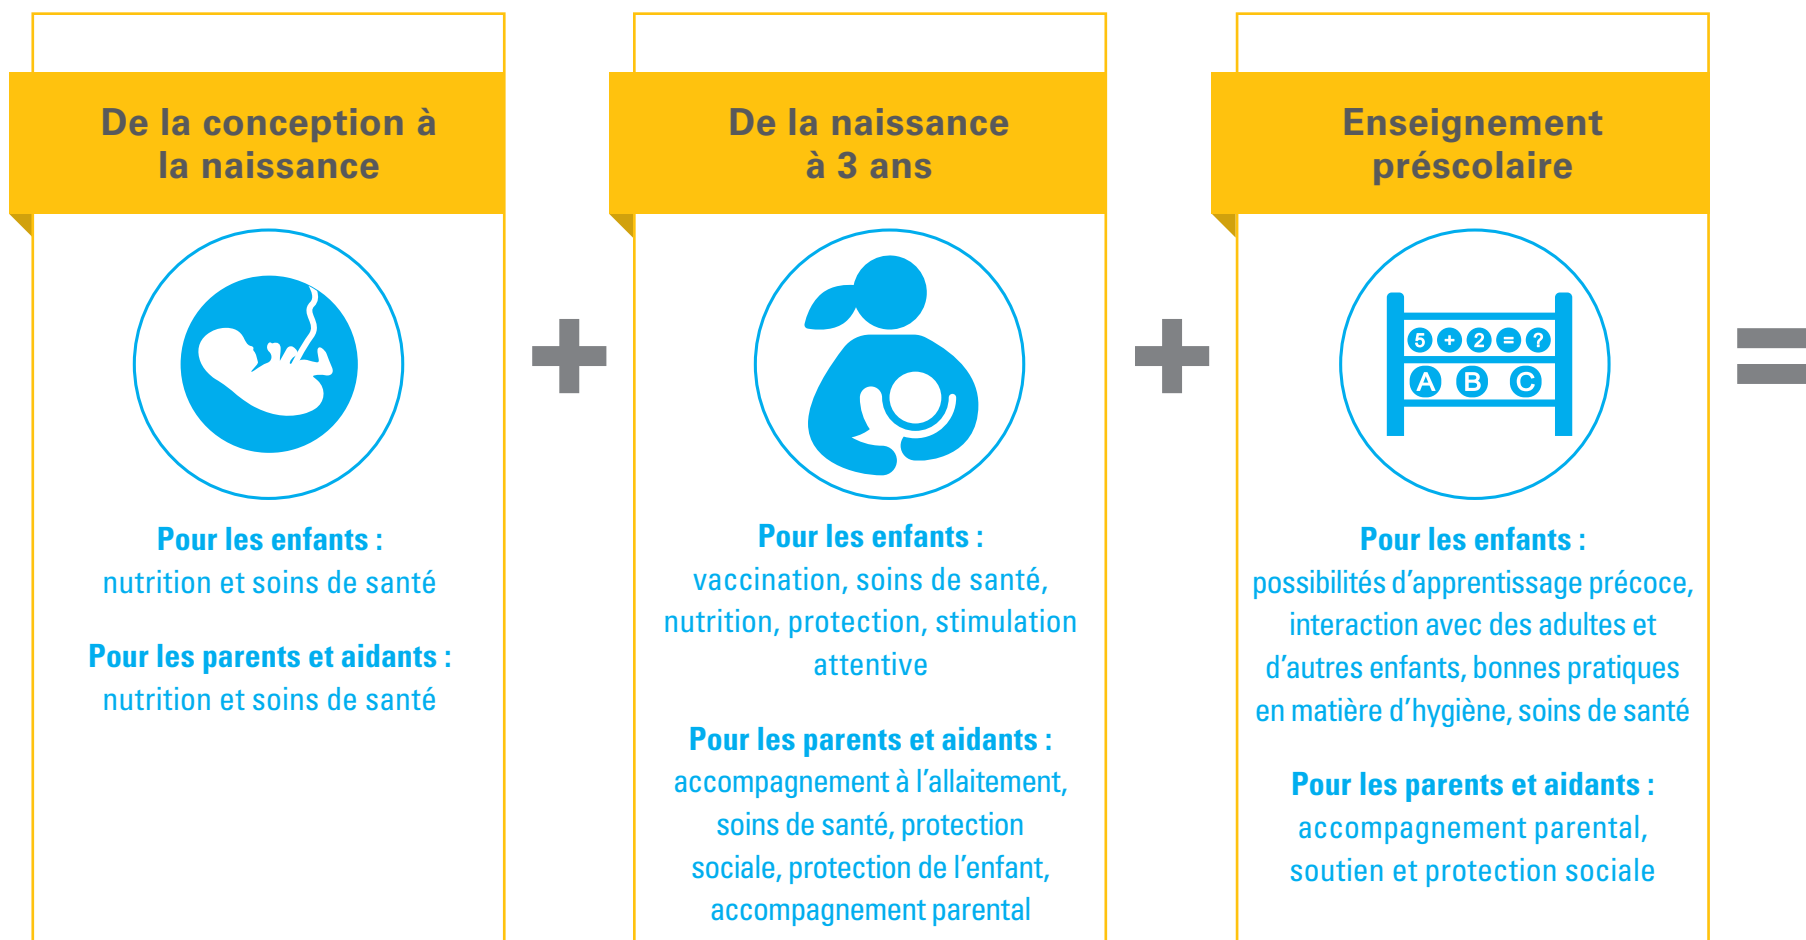 De la conception à
la naissance
Pour les enfants :
nutrition et soins de santé
Pour les parents et aidants :
nutrition et soins de santé
+
De la naissance
à 3 ans
Pour les enfants :
vaccination, soins de santé,
nutrition, protection, stimulation
attentive
Pour les parents et aidants :
accompagnement à l’allaitement,
soins de santé, protection
sociale, protection de l’enfant,
accompagnement parental
+
Enseignement
préscolaire
5 + 2 = ?
A B C
Pour les enfants :
possibilités d’apprentissage précoce,
interaction avec des adultes et
d’autres enfants, bonnes pratiques
en matière d’hygiène, soins de santé
Pour les parents et aidants :
accompagnement parental,
soutien et protection sociale
=